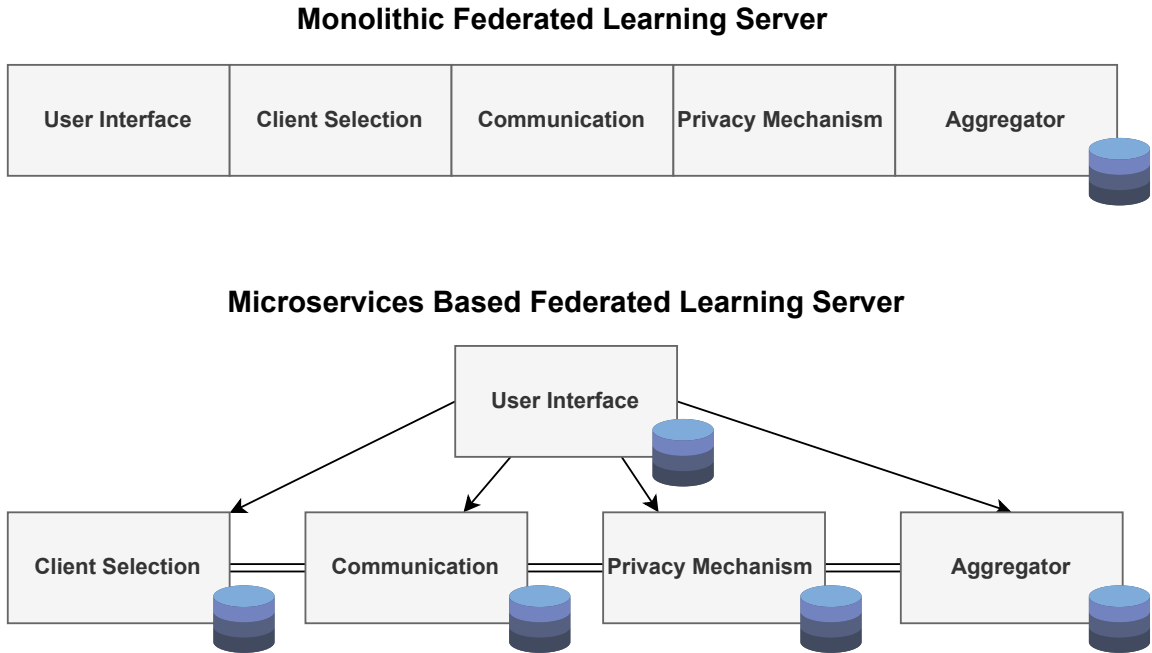 Monolithic Federated Learning Server
User Interface
Client Selection
Communication
Privacy Mechanism
Aggregator
Microservices Based Federated Learning Server
User Interface
Client Selection
Communication
Privacy Mechanism
Aggregator